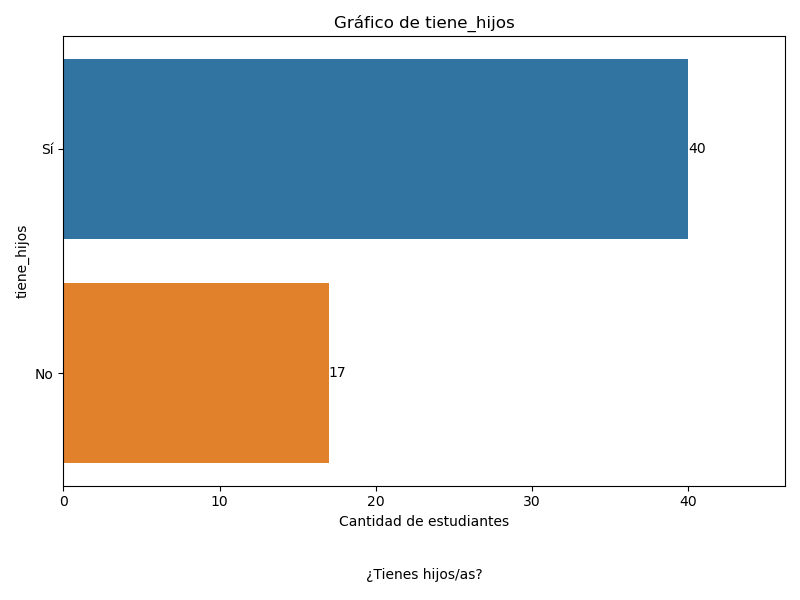 Gráfico de tiene_hijos
Sí
40
tiene_hijos
No
17
0 10 20 30 40
Cantidad de estudiantes
¿Tienes hijos/as?